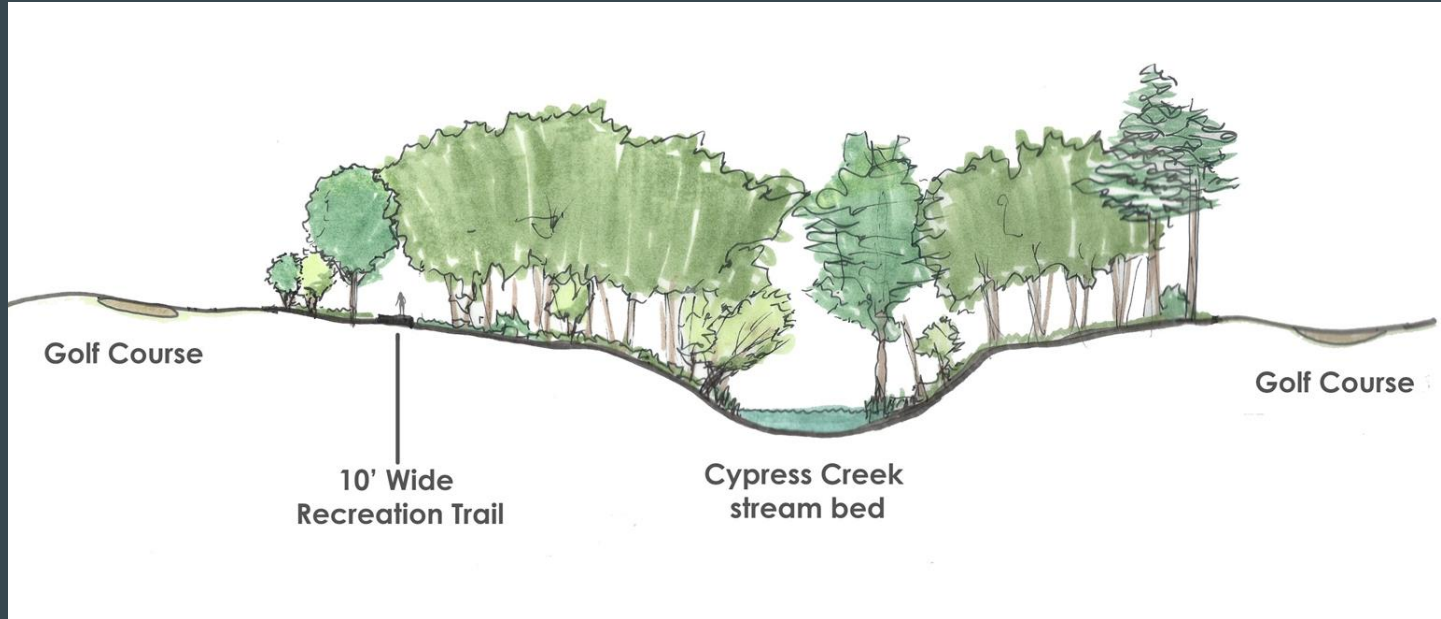 Golf Course
10' Wide
Recreation Trail
Cypress Creek
stream bed
Golf Course